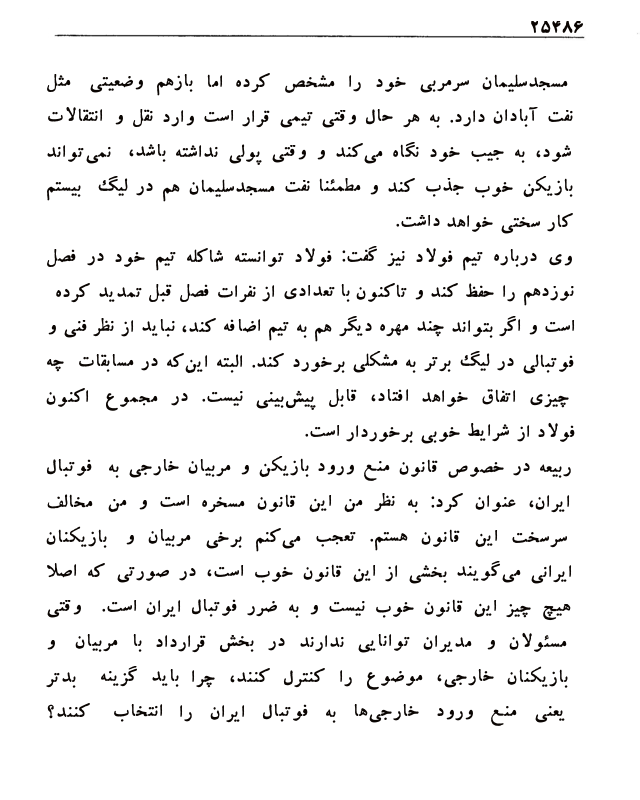 ۲۵۴۸۶
مسجدسلیمان سرمربی خود را مشخص کرده اما بازهم وضعیتی مثل
نفت آبادان دارد. به هر حال وقتی تیمی قرار است وارد نقل و انتقالات
شود، به جیب خود نگاه می‌کند و وقتی پولی نداشته باشد، نمی‌تواند
بازیکن خوب جذب کند و مطمئنا نفت مسجدسلیمان هم در لیگ بیستم
کار سختی خواهد داشت.
وی درباره تیم فولاد نیز گفت: فولاد توانسته شاکله تیم خود در فصل
نوزدهم را حفظ کند و تاکنون با تعدادی از نفرات فصل قبل تمدید کرده
است و اگر بتواند چند مهره دیگر هم به تیم اضافه کند، نباید از نظر فنی و
فوتبالی در لیگ برتر به مشکلی برخورد کند. البته این‌که در مسابقات چه
چیزی اتفاق خواهد افتاد، قابل پیش‌بینی نیست. در مجموع اکنون
فولاد از شرایط خوبی برخوردار است.
ربیعه در خصوص قانون منع ورود بازیکن و مربیان خارجی به فوتبال
ایران، عنوان کرد: به نظر من این قانون مسخره است و من مخالف
سرسخت این قانون هستم. تعجب می‌کنم برخی مربیان و بازیکنان
ایرانی می‌گویند بخشی از این قانون خوب است، در صورتی که اصلا
هیچ چیز این قانون خوب نیست و به ضرر فوتبال ایران است. وقتی
مسئولان و مدیران توانایی ندارند در بخش قرارداد با مربیان و
بازیکنان خارجی، موضوع را کنترل کنند، چرا باید گزینه بدتر
یعنی منع ورود خارجی‌ها به فوتبال ایران را انتخاب کنند؟